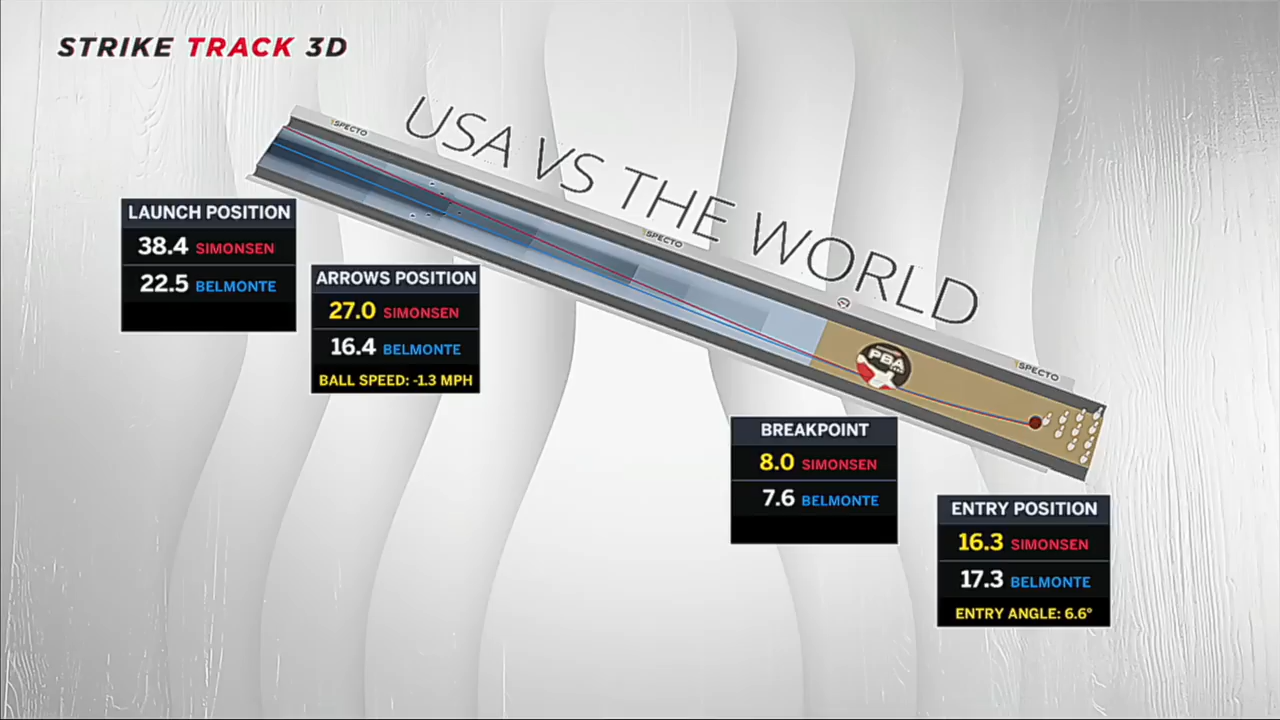 STRIKE TRACK 3D
SPECTO
USA VS THE WORLD
SPECTO
SPECTO
PBA
LAUNCH POSITION
38.4 SIMONSEN
22.5 BELMONTE
ARROWS POSITION
27.0 SIMONSEN
16.4 BELMONTE
BALL SPEED: -1.3 MPH
BREAKPOINT
8.0 SIMONSEN
7.6 BELMONTE
ENTRY POSITION
16.3 SIMONSEN
17.3 BELMONTE
ENTRY ANGLE: 6.6°